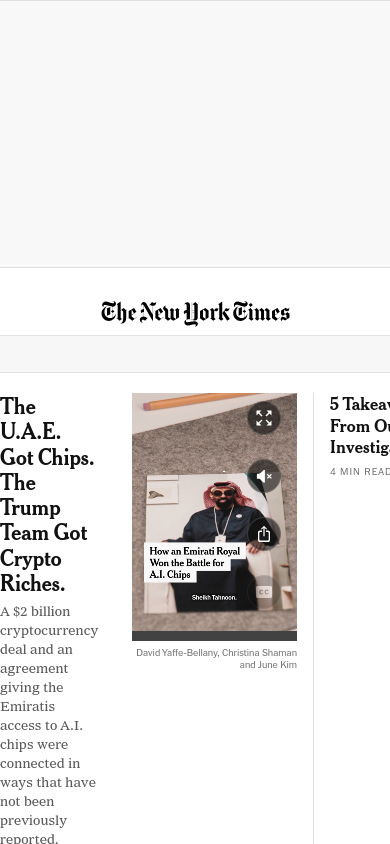 The New York Times
The
U.A.E.
Got Chips.
The
Trump
Team Got
Crypto
Riches.
A $2 billion
cryptocurrency
deal and an
agreement
giving the
Emiratis
access to A.I.
chips were
connected in
ways that have
not been
previously
reported.
How an Emirati Royal
Won the Battle for
A.I. Chips
Sheikh Tahnoon.
CC
David Yaffe-Bellany, Christina Shaman
and June Kim
5 Takeav
From Ou
Investig
4 MIN READ